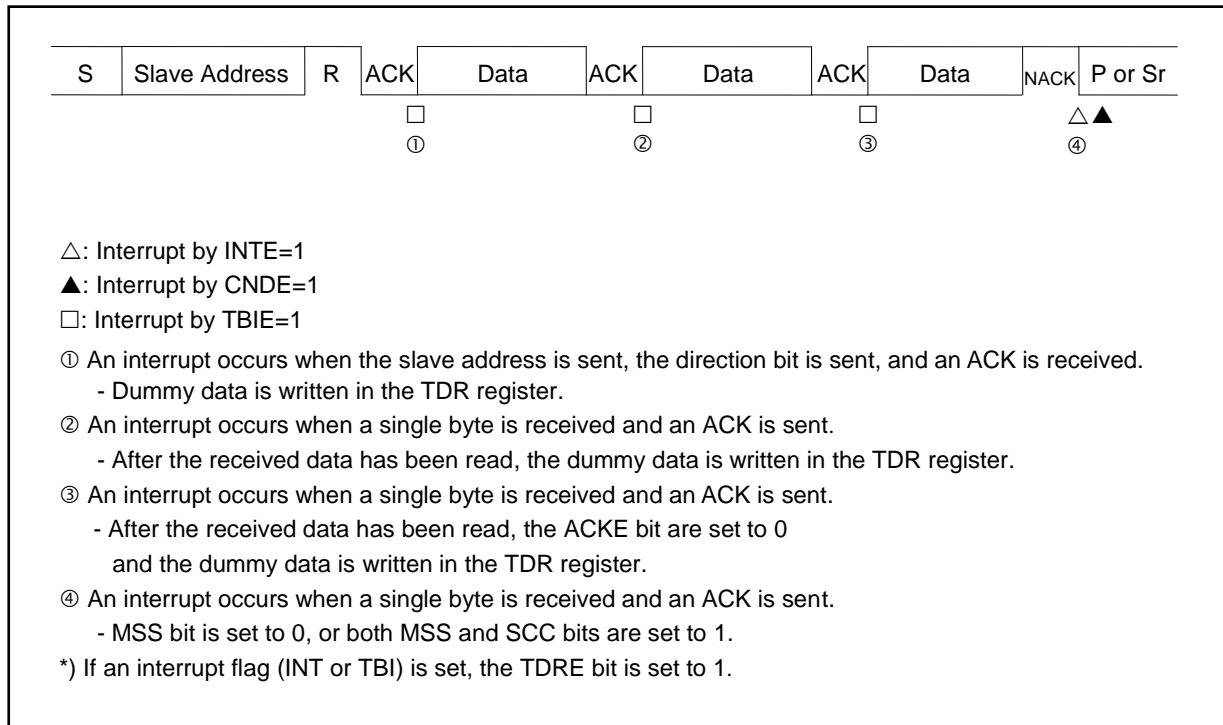 S Slave Address R ACK Data ACK Data ACK Data NACK P or Sr
□ □ □ △▲
① ② ③ ④
△: Interrupt by INTE=1
▲: Interrupt by CNDE=1
□: Interrupt by TBIE=1
① An interrupt occurs when the slave address is sent, the direction bit is sent, and an ACK is received.
- Dummy data is written in the TDR register.
② An interrupt occurs when a single byte is received and an ACK is sent.
- After the received data has been read, the dummy data is written in the TDR register.
③ An interrupt occurs when a single byte is received and an ACK is sent.
- After the received data has been read, the ACKE bit are set to 0
and the dummy data is written in the TDR register.
④ An interrupt occurs when a single byte is received and an ACK is sent.
- MSS bit is set to 0, or both MSS and SCC bits are set to 1.
*) If an interrupt flag (INT or TBI) is set, the TDRE bit is set to 1.